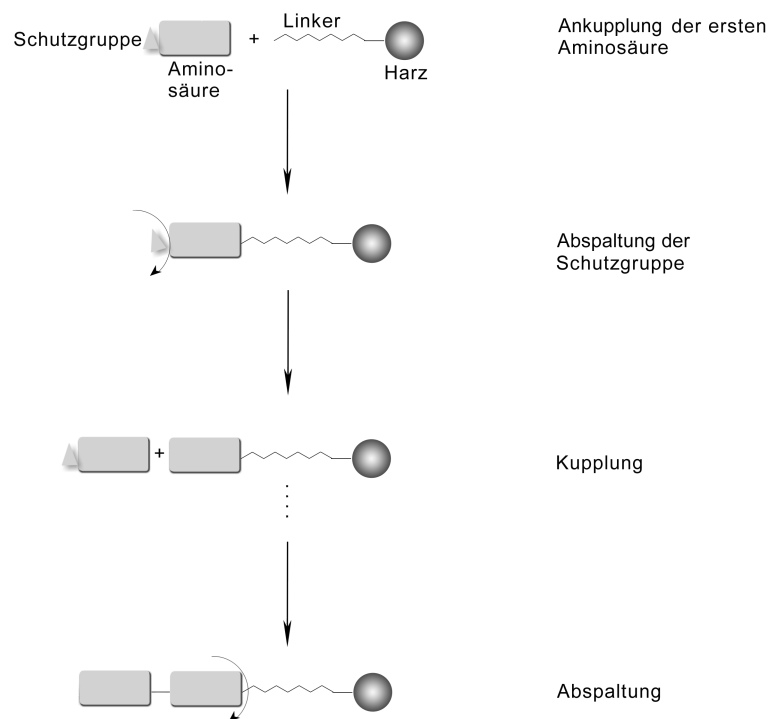 Linker
Schutzgruppe
+
Amino-
säure
Harz
Ankupplung der ersten
Aminosäure
Abspaltung der
Schutzgruppe
+
Kupplung
Abspaltung